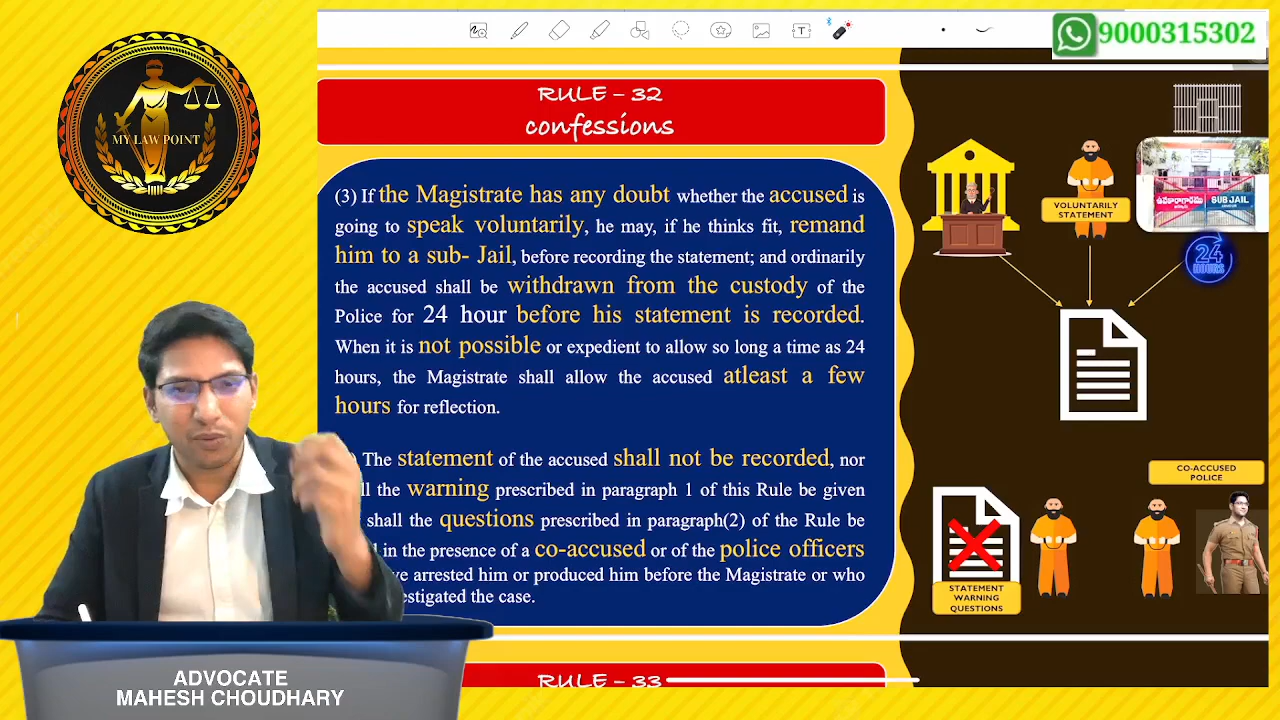 9000315302
MY LAW POINT
RULE – 32
confessions
(3) If the Magistrate has any doubt whether the accused is
going to speak voluntarily, he may, if he thinks fit, remand
him to a sub- Jail, before recording the statement; and ordinarily
the accused shall be withdrawn from the custody of the
Police for 24 hour before his statement is recorded.
When it is not possible or expedient to allow so long a time as 24
hours, the Magistrate shall allow the accused atleast a few
hours for reflection.
The statement of the accused shall not be recorded, nor
the warning prescribed in paragraph 1 of this Rule be given
shall the questions prescribed in paragraph(2) of the Rule be
in the presence of a co-accused or of the police officers
arrested him or produced him before the Magistrate or who
the case.
VOLUNTARILY
STATEMENT
ఉపకారాగారము
SUB JAIL
24
HOURS
CO-ACCUSED
POLICE
STATEMENT
WARNING
QUESTIONS
RULE – 33
ADVOCATE
MAHESH CHOUDHARY